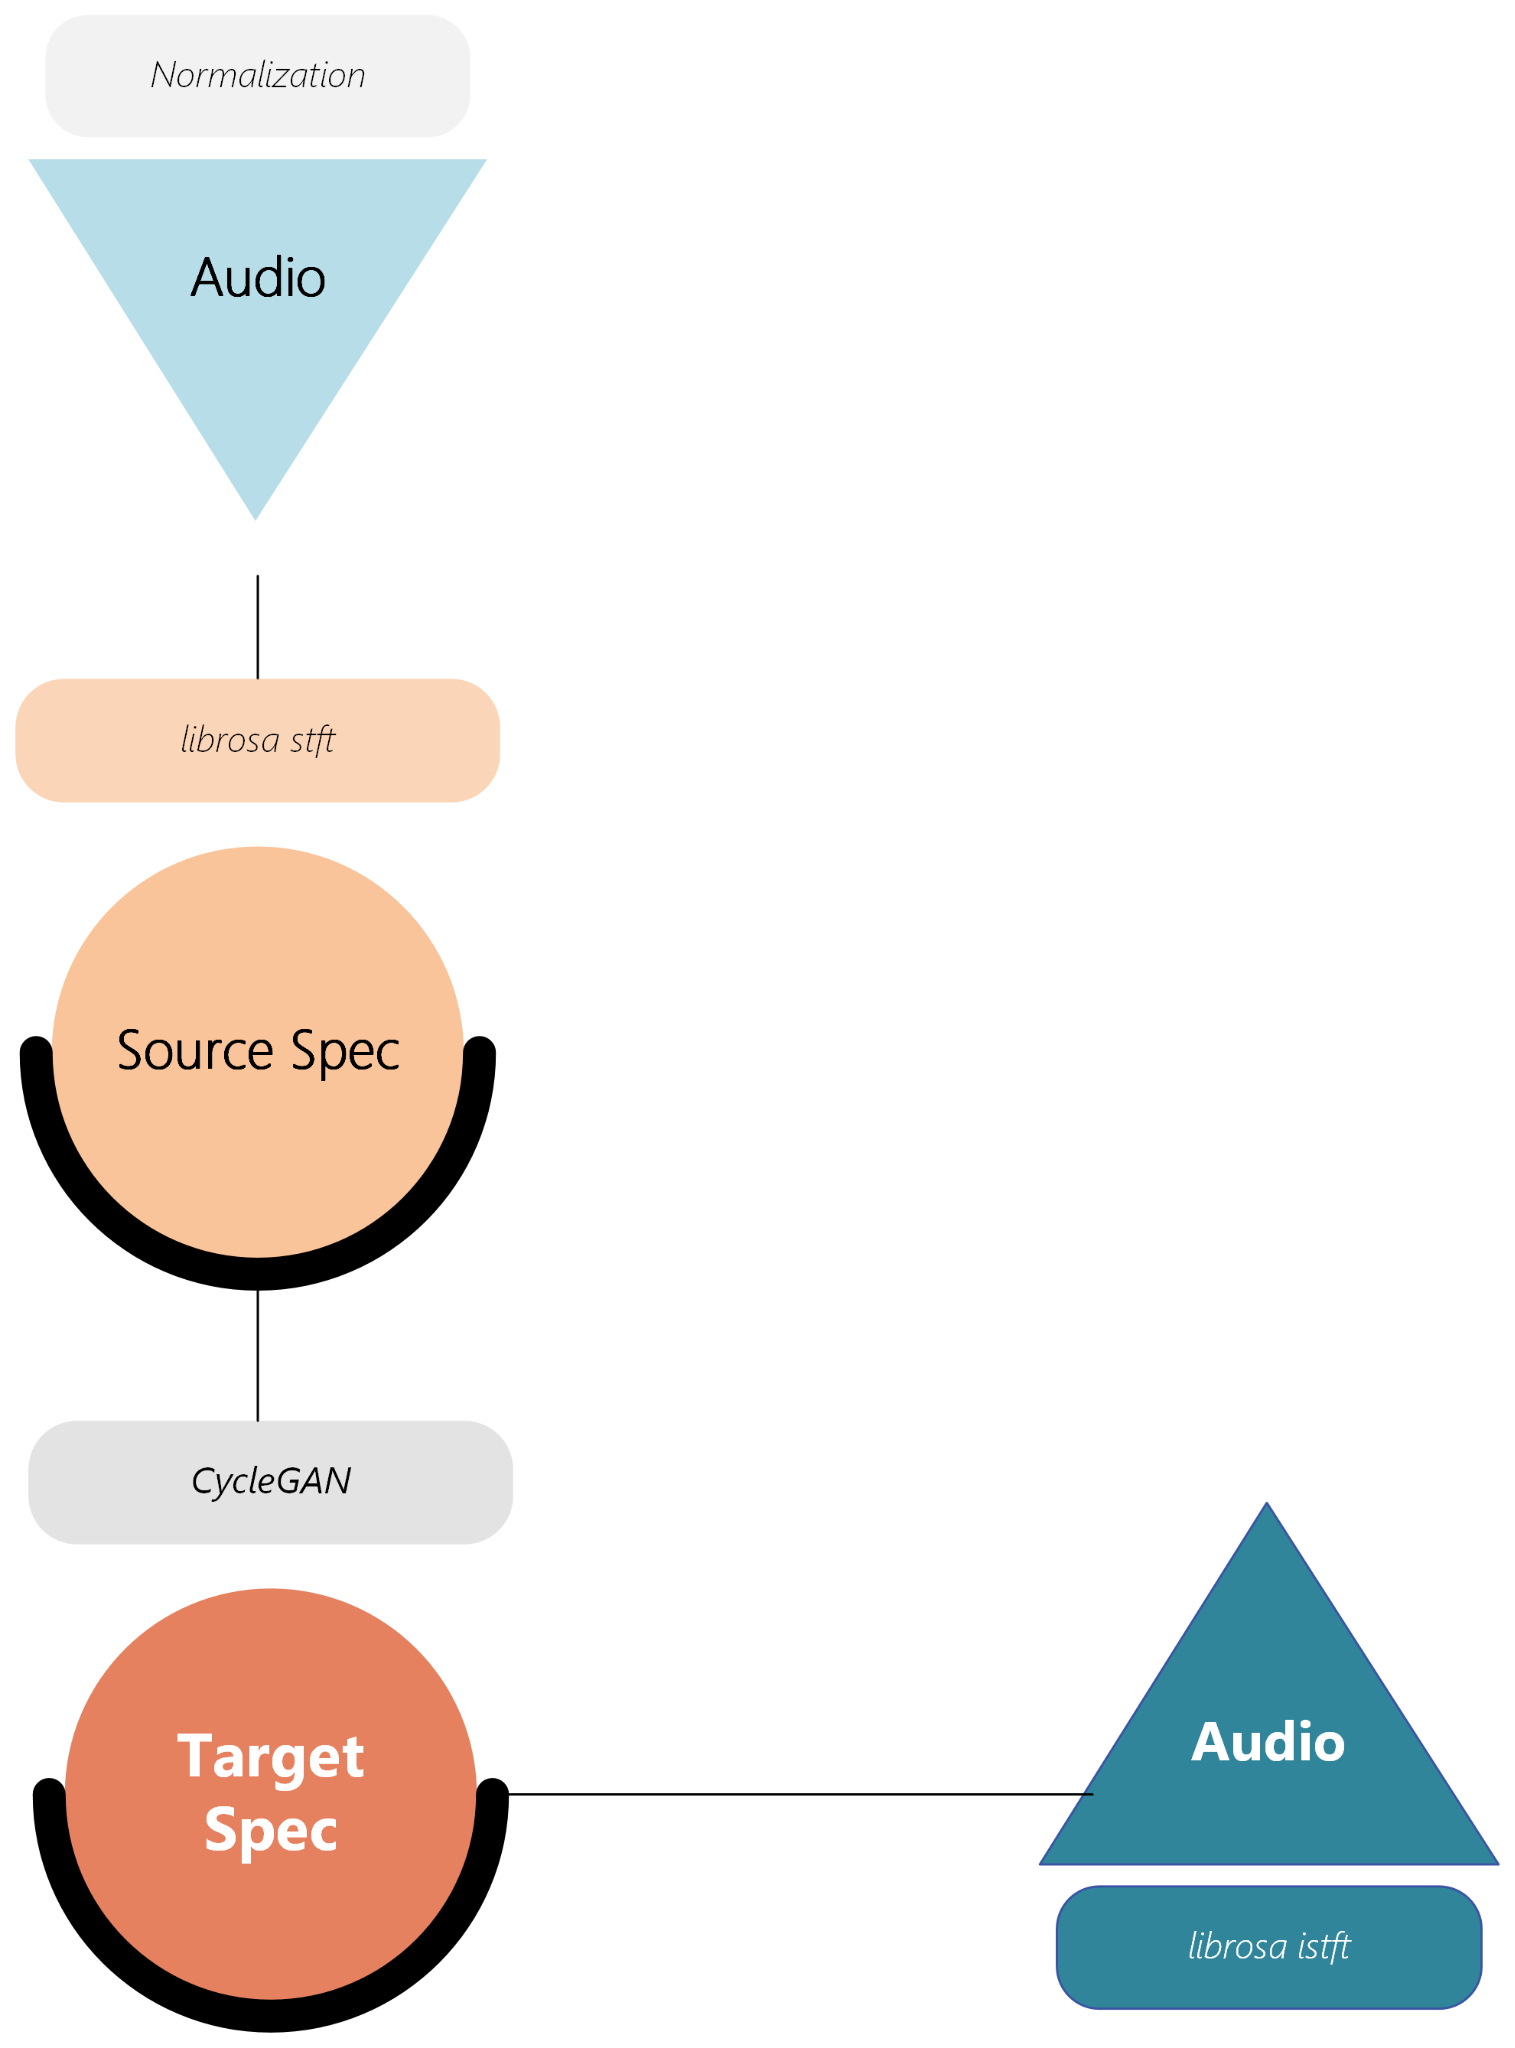 Normalization
Audio
librosa stft
Source Spec
CycleGAN
Target
Spec
Audio
librosa istft